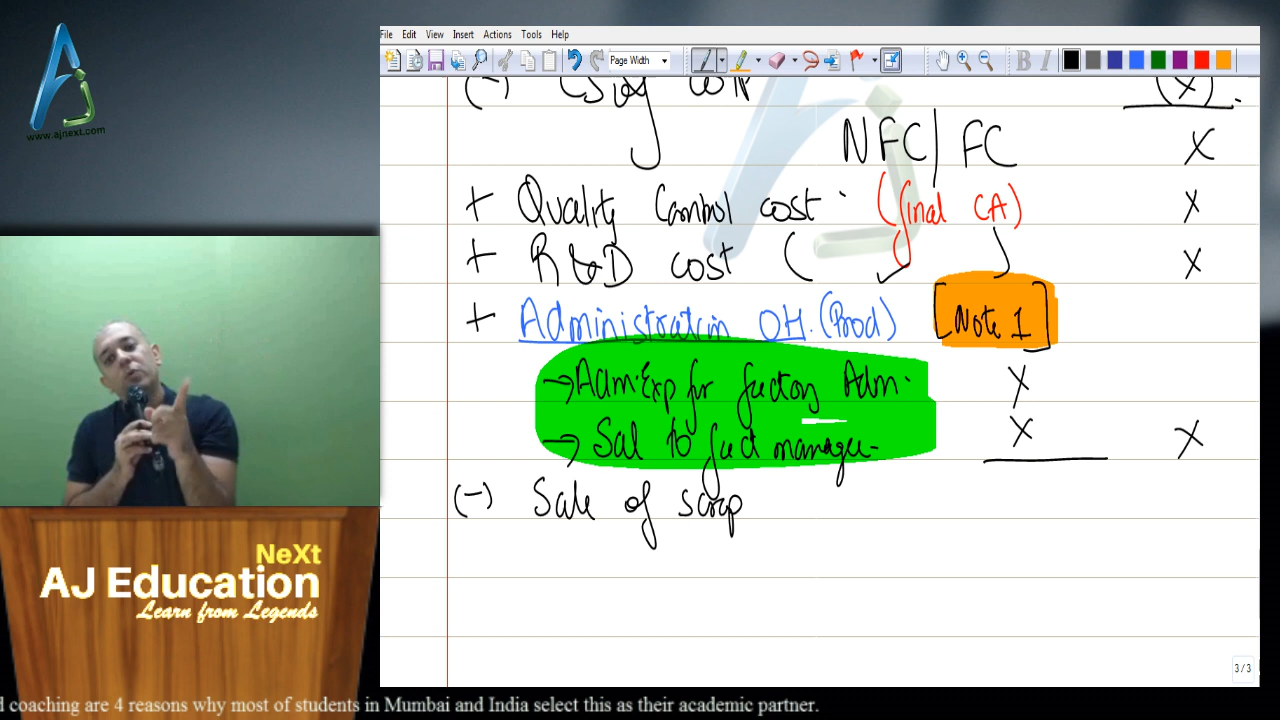 File Edit View Insert Actions Tools Help
Page Width
(-) (X).
NFC | FC X
+ Quality Control cost (final CA) X
+ R & D cost ( ) X
+ Administration OH. (Prod) [Note 1]
→ Adm. Exp for factory Adm. X
→ Sal to fact manager X X
(-) Sale of scrap
3/3
www.ajnext.com
NeXt
AJ Education
Learn from Legends
d coaching are 4 reasons why most of students in Mumbai and India select this as their academic partner.